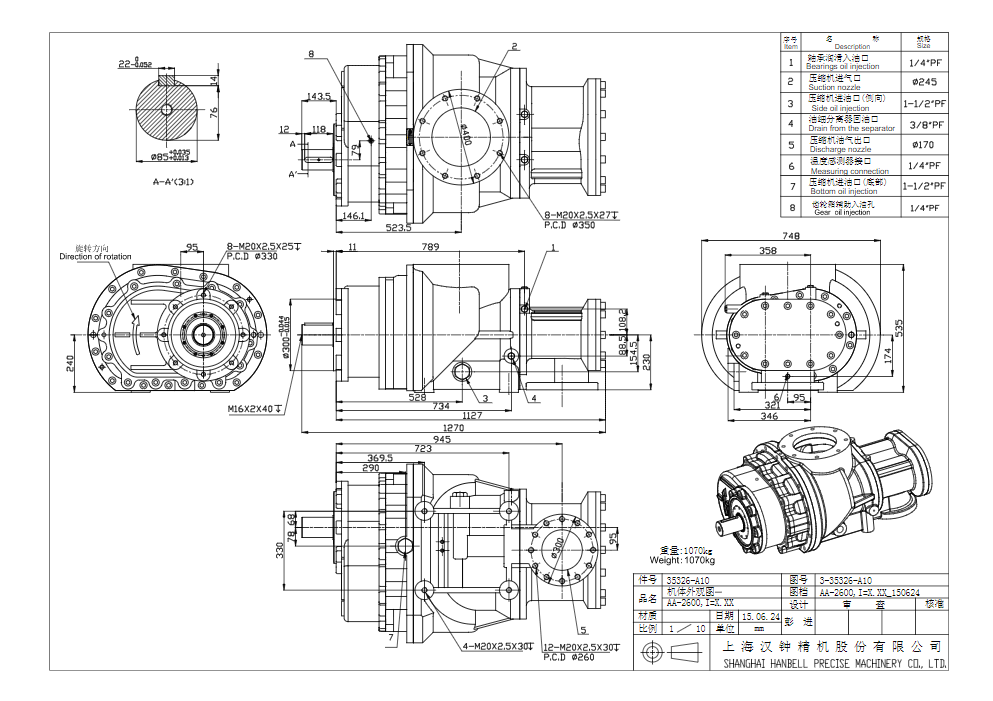 序号 名 称 规格
Item Description Size
1 轴承润滑入油口 1/4"PF
Bearings oil injection
2 压缩机进气口 ø245
Suction nozzle
3 压缩机进油口(侧向) 1-1/2"PF
Side oil injection
4 油细分离器回油口 3/8"PF
Drain from the separator
5 压缩机油气出口 ø170
Discharge nozzle
6 温度感测器接口 1/4"PF
Measuring connection
7 压缩机进油口(底部) 1-1/2"PF
Bottom oil injection
8 1/4"PF
Gear oil injection
22-0.052
0
14
76
ø85+0.035
+0.013
A-A'(3:1)
8
2
143.5
12
118
A
A'
79
ø400
146.1
523.5
8-M20X2.5X27
P.C.D ø350
旋转方向
Direction of rotation
95
8-M20X2.5X25
P.C.D ø330
240
11
789
1
ø300-0.044
-0.015
M16X2X40
108.2
88.5
154.5
230
528
734
3
4
1127
1270
748
358
535
174
6
95
321
346
945
723
369.5
290
68
78
330
ø300
95
7
5
4-M20X2.5X30
12-M20X2.5X30
P.C.D ø260
重量:1070kg
Weight:1070kg
件号 35326-A10 图号 3-35326-A10
品名 机体外观图一 图档 AA-2600,I=X.XX_150624
AA-2600,I=X.XX 设计 审 查 核准
材质 日期 15.06.24 彭 进
比例 1 / 10 单位 mm
上海汉钟精机股份有限公司
SHANGHAI HANBELL PRECISE MACHINERY CO., LTD.